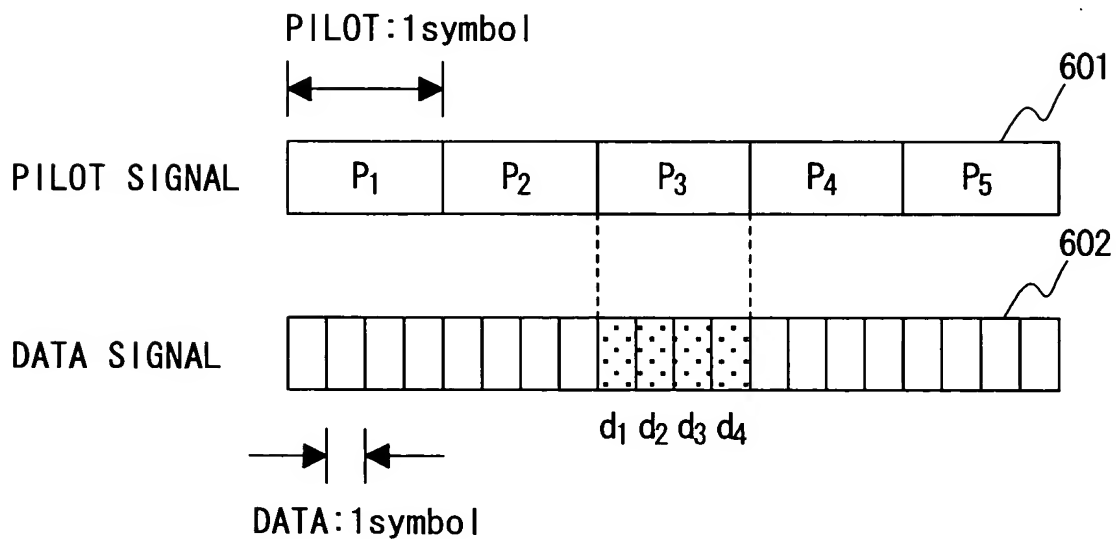 PILOT:1symbol
601
PILOT SIGNAL
P1 P2 P3 P4 P5
602
DATA SIGNAL
d1 d2 d3 d4
DATA:1symbol